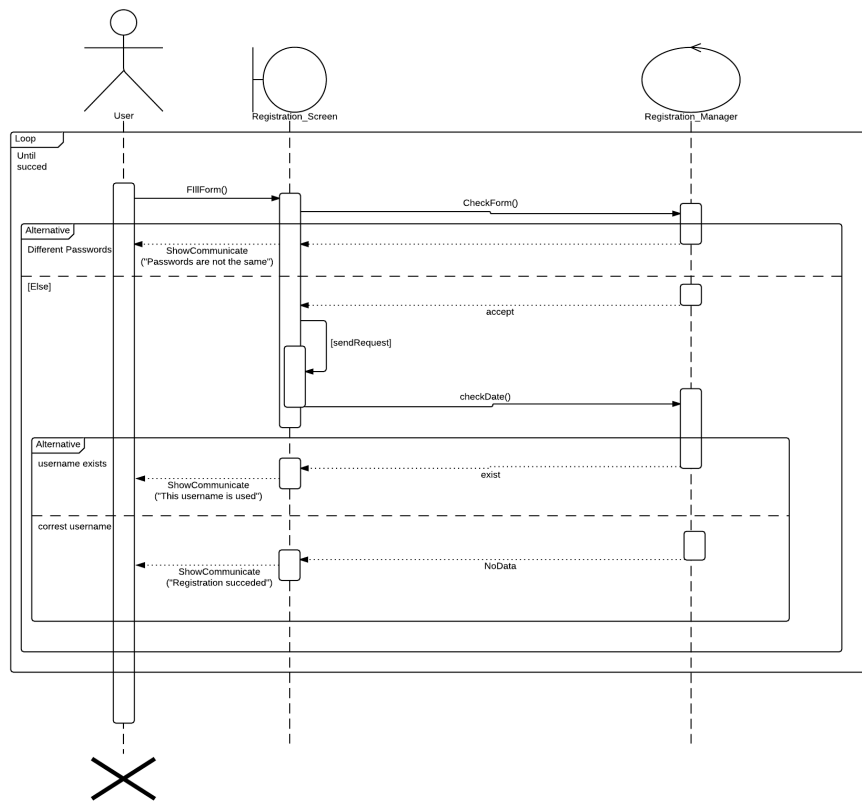 User
Registration_Screen
Registration_Manager
Loop
Until
succed
FIllForm()
CheckForm()
Alternative
Different Passwords
ShowCommunicate
("Passwords are not the same")
[Else]
accept
[sendRequest]
checkDate()
Alternative
username exists
exist
ShowCommunicate
("This username is used")
correst username
NoData
ShowCommunicate
("Registration succeded")